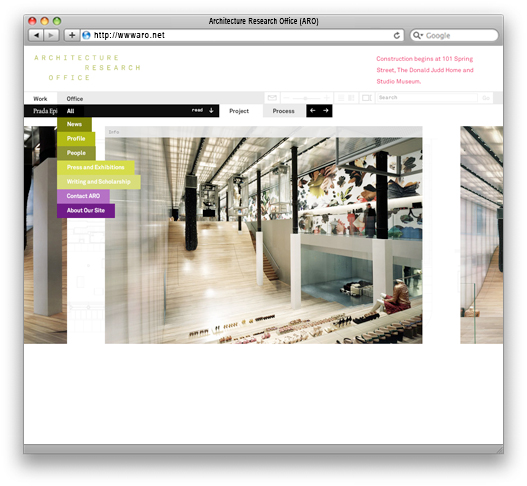 Architecture Research Office (ARO)
http://wwwaro.net
Google
ARCHITECTURE
RESEARCH
OFFICE
Construction begins at 101 Spring
Street, The Donald Judd Home and
Studio Museum.
Work
Office
Search
Prada Epi
All
read
Project
Process
News
Profile
People
Press and Exhibitions
Writing and Scholarship
Contact ARO
About Our Site
Info